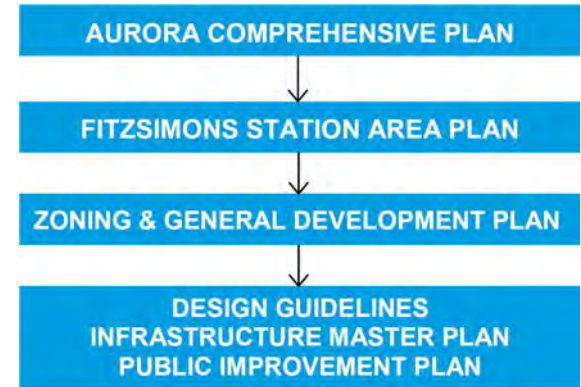 AURORA COMPREHENSIVE PLAN
FITZSIMONS STATION AREA PLAN
ZONING & GENERAL DEVELOPMENT PLAN
DESIGN GUIDELINES
INFRASTRUCTURE MASTER PLAN
PUBLIC IMPROVEMENT PLAN